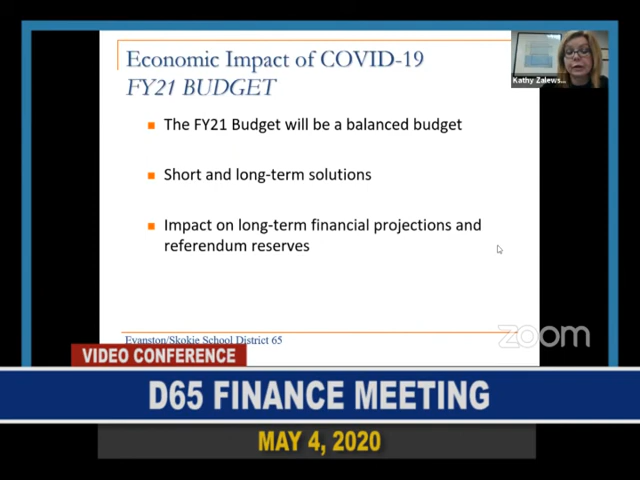 Economic Impact of COVID-19
FY21 BUDGET
Kathy Zalews...
The FY21 Budget will be a balanced budget
Short and long-term solutions
Impact on long-term financial projections and
referendum reserves
Evanston/Skokie School District 65
zoom
VIDEO CONFERENCE
D65 FINANCE MEETING
MAY 4, 2020